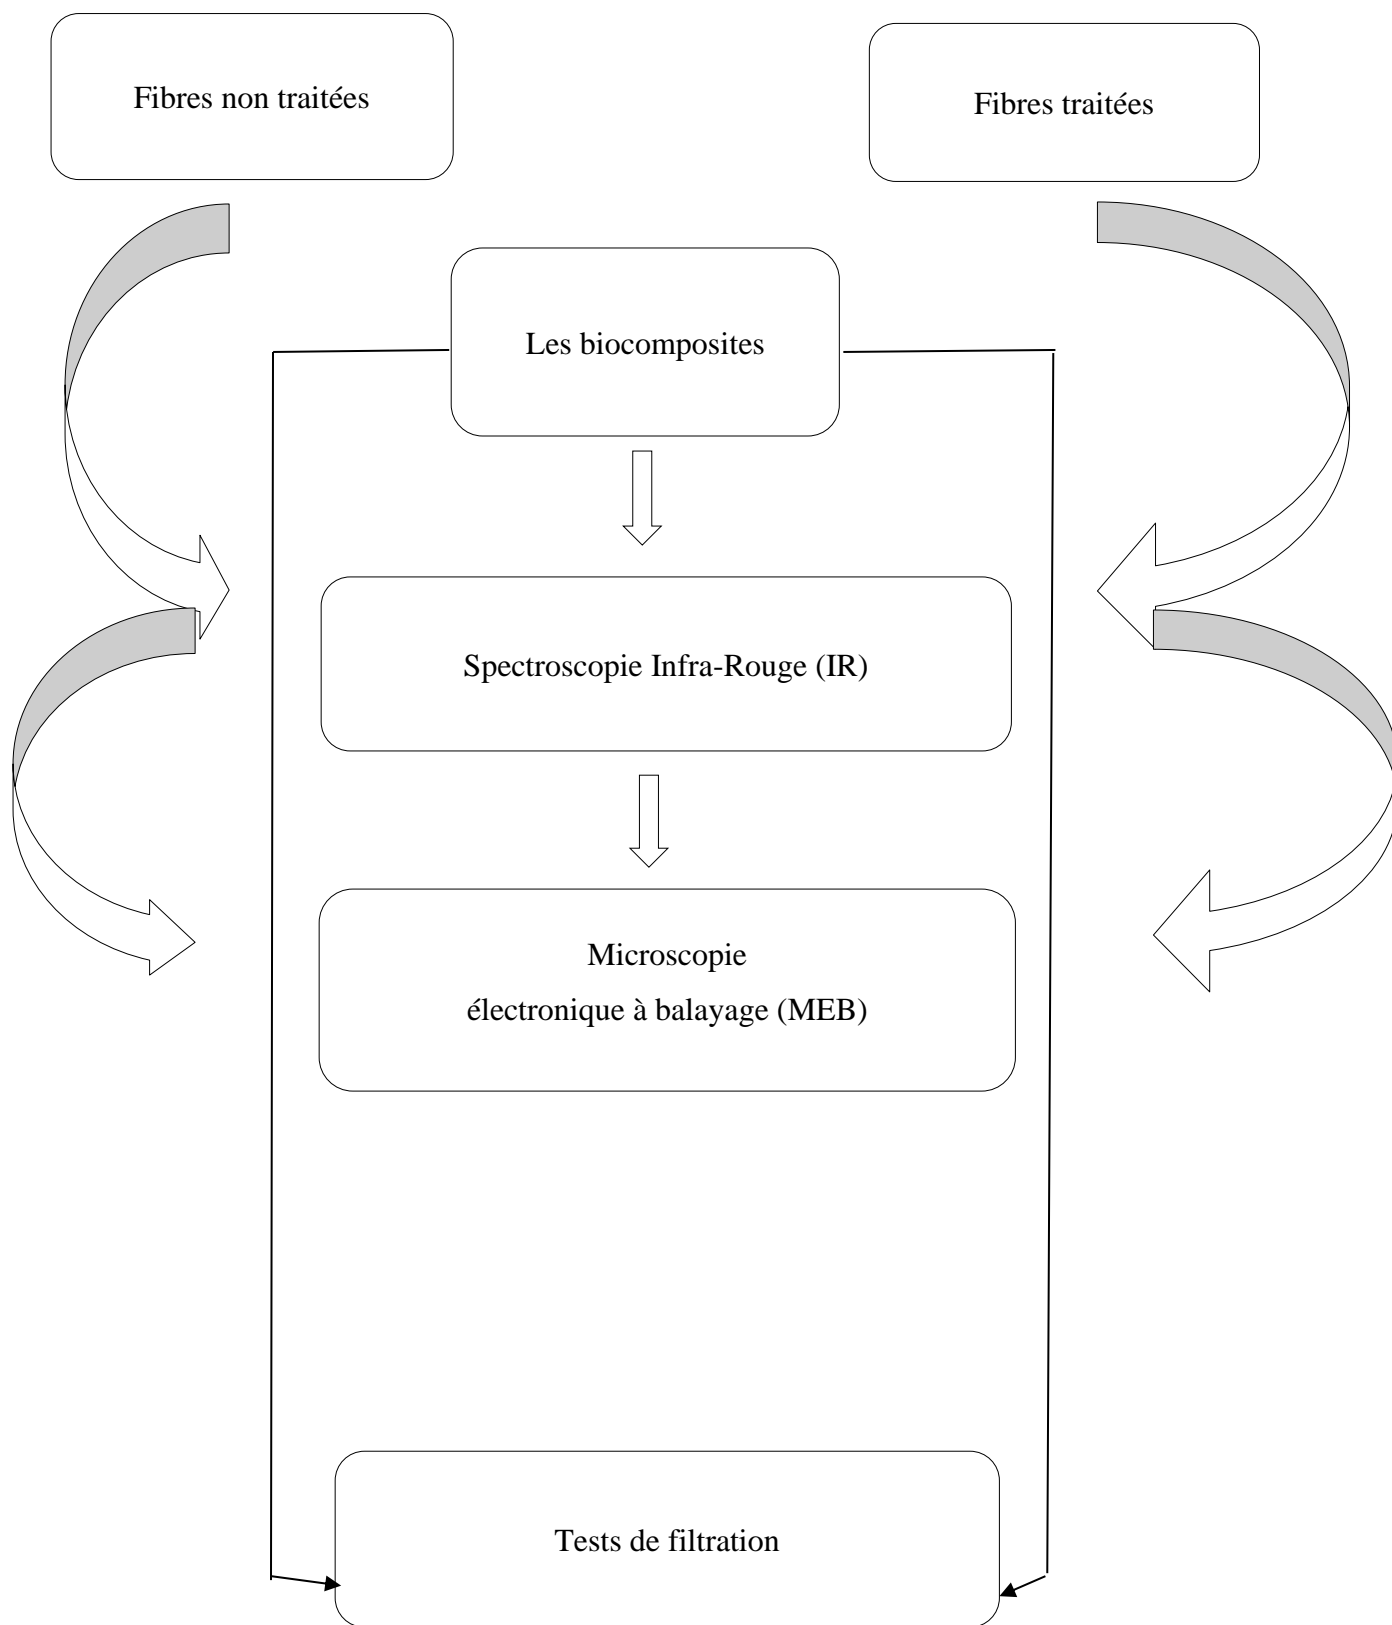 Fibres non traitées
Fibres traitées
Les biocomposites
Spectroscopie Infra-Rouge (IR)
Microscopie
électronique à balayage (MEB)
Tests de filtration